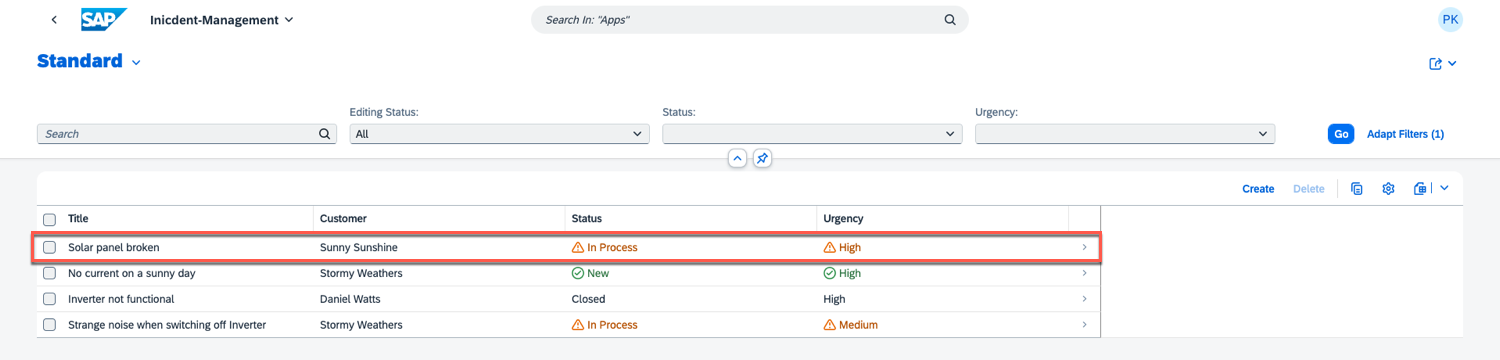 SAP Inicdent-Management Search In: "Apps" PK
Standard
Editing Status: Status: Urgency:
Search All Go Adapt Filters (1)
Create Delete
Title Customer Status Urgency
Solar panel broken Sunny Sunshine In Process High
No current on a sunny day Stormy Weathers New High
Inverter not functional Daniel Watts Closed High
Strange noise when switching off Inverter Stormy Weathers In Process Medium